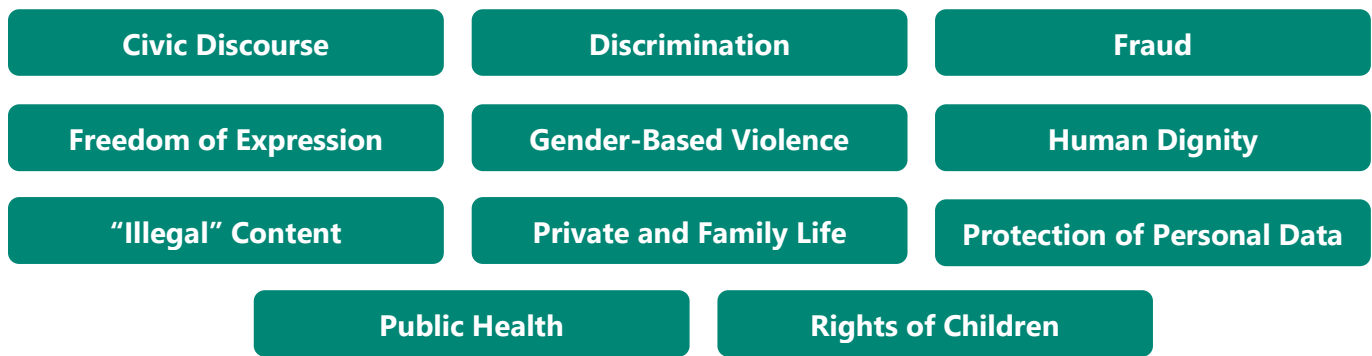 Civic Discourse
Discrimination
Fraud
Freedom of Expression
Gender-Based Violence
Human Dignity
“Illegal” Content
Private and Family Life
Protection of Personal Data
Public Health
Rights of Children